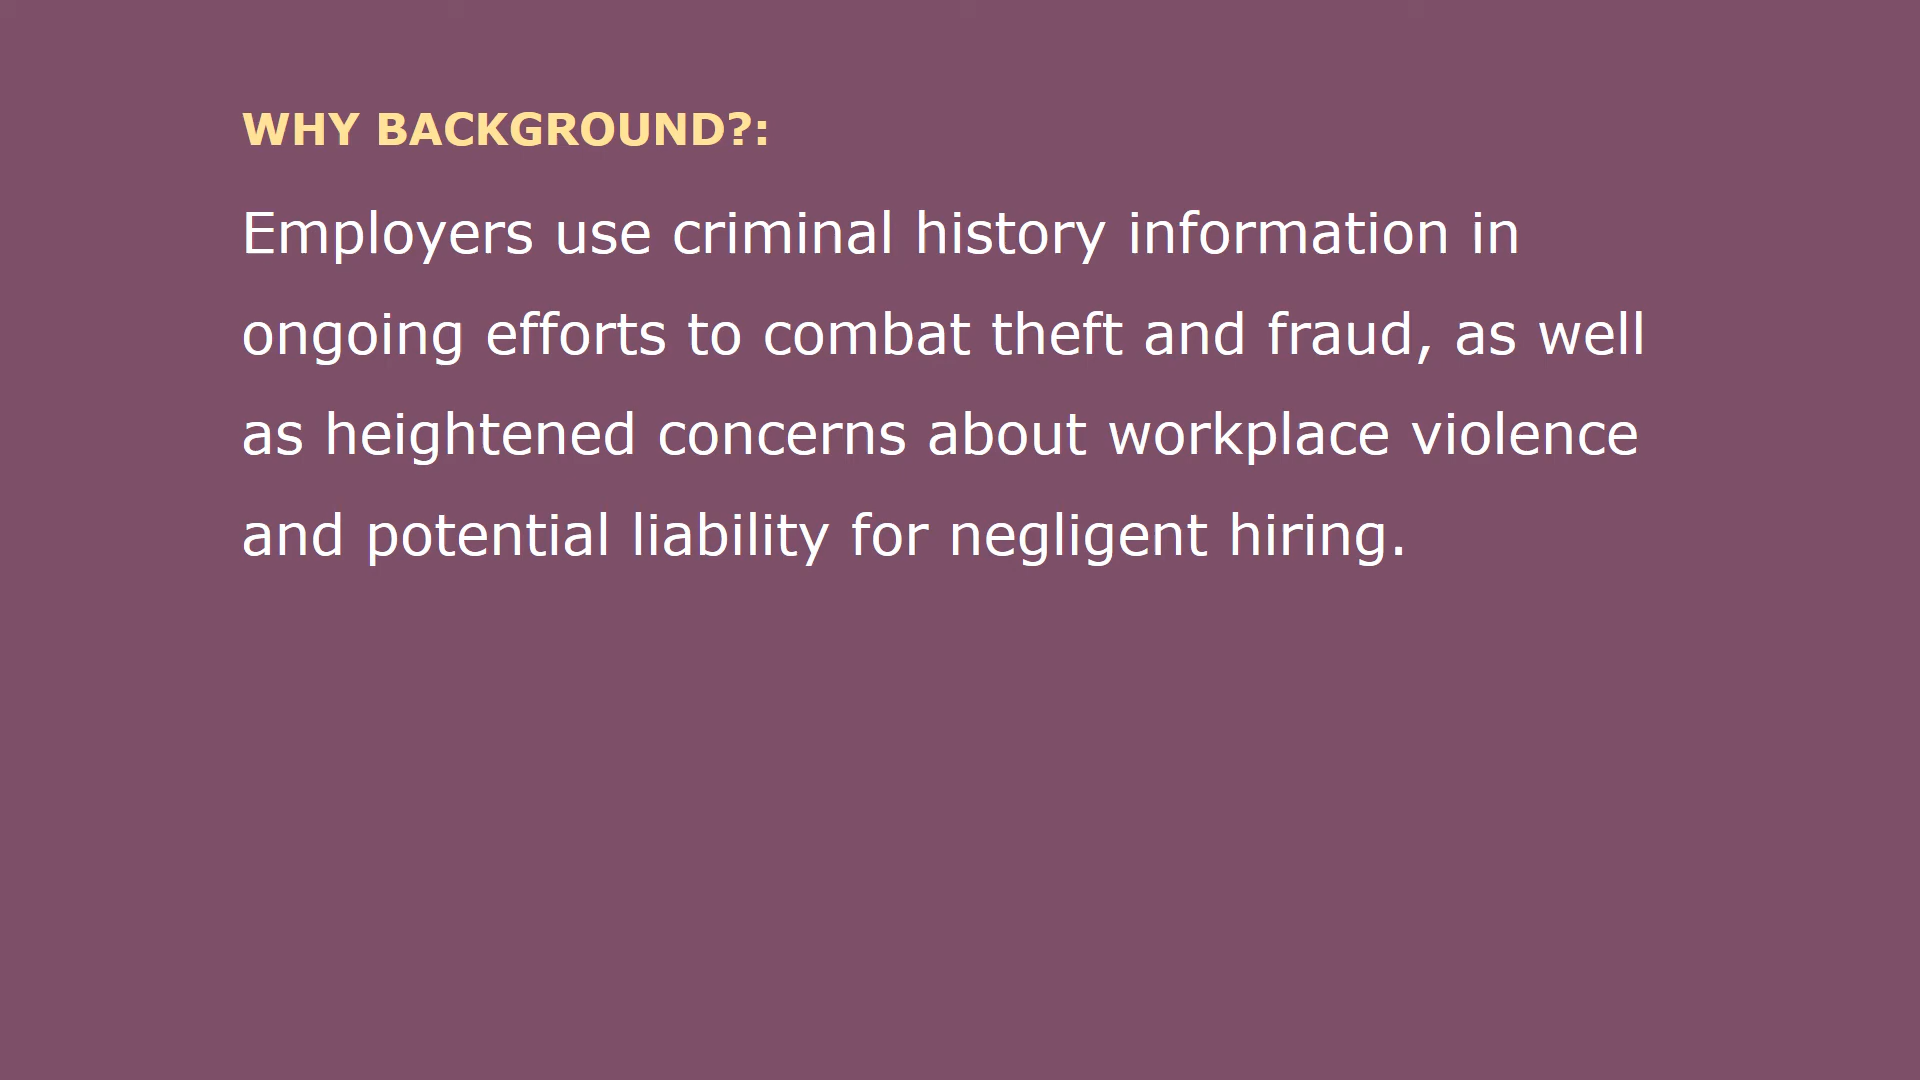 WHY BACKGROUND?:
Employers use criminal history information in
ongoing efforts to combat theft and fraud, as well
as heightened concerns about workplace violence
and potential liability for negligent hiring.